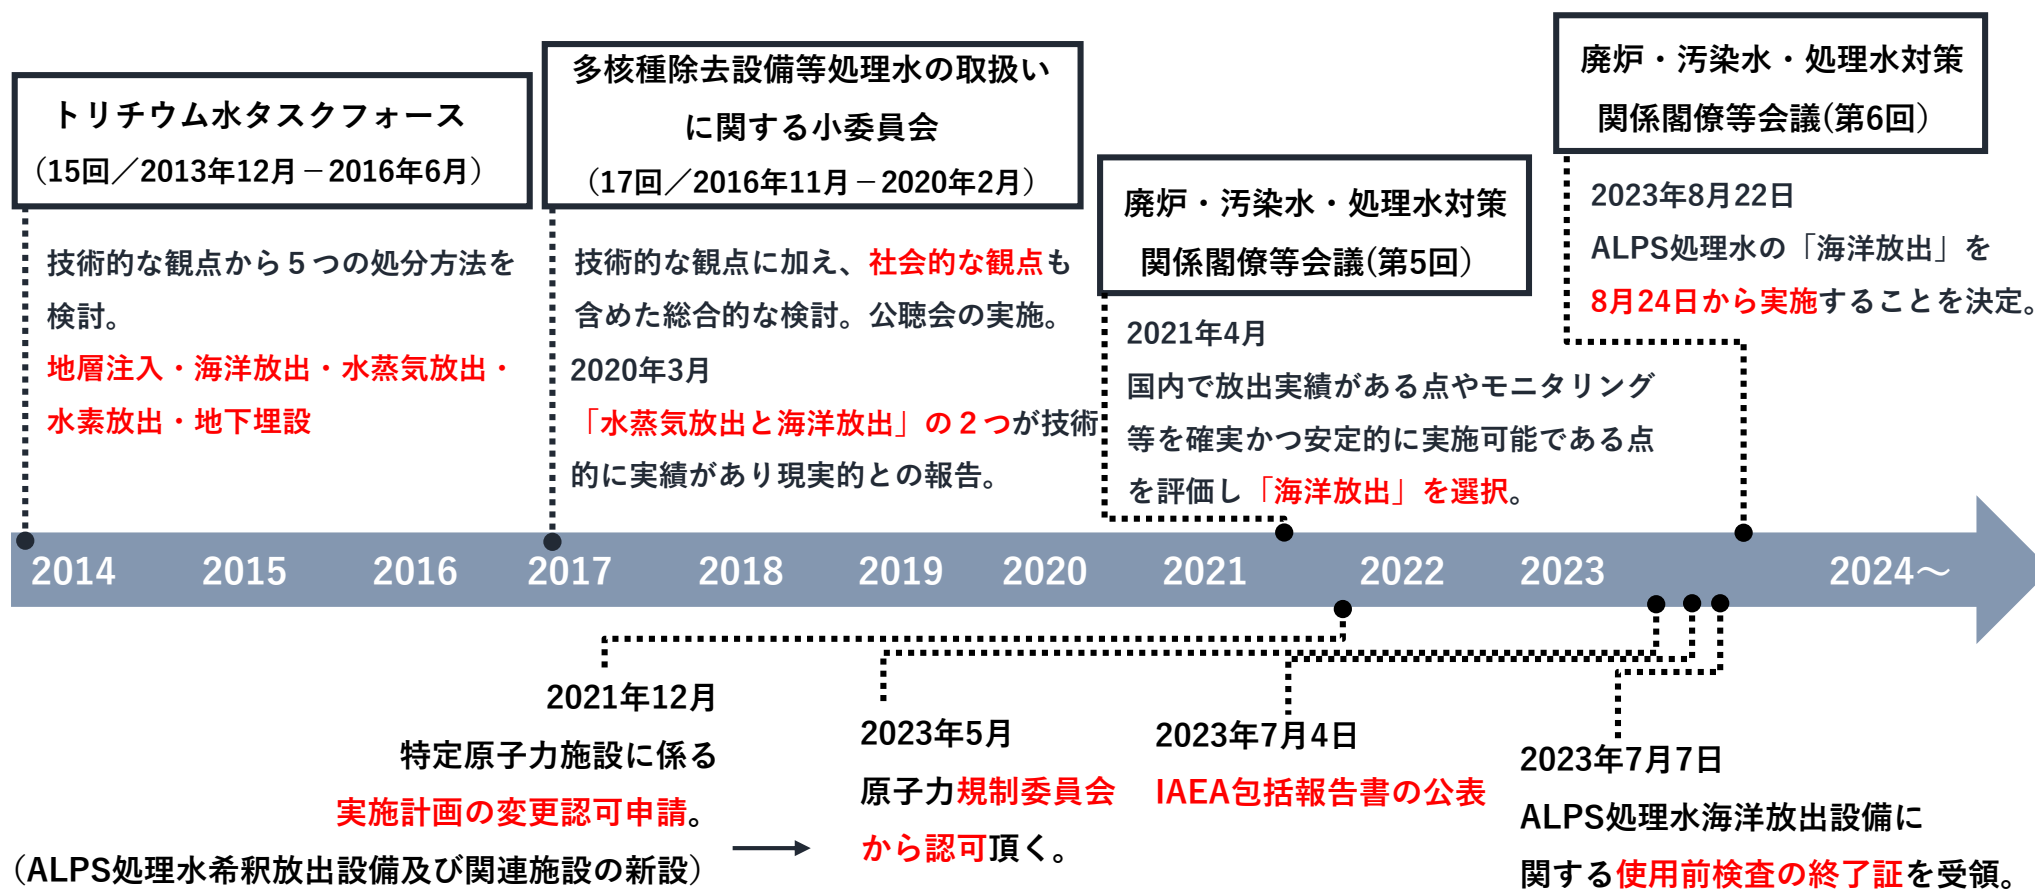 トリチウム水タスクフォース
（15回／2013年12月－2016年6月）
技術的な観点から５つの処分方法を
検討。
地層注入・海洋放出・水蒸気放出・
水素放出・地下埋設
多核種除去設備等処理水の取扱い
に関する小委員会
（17回／2016年11月－2020年2月）
技術的な観点に加え、社会的な観点も
含めた総合的な検討。公聴会の実施。
2020年3月
「水蒸気放出と海洋放出」の２つが技術
的に実績があり現実的との報告。
廃炉・汚染水・処理水対策
関係閣僚等会議(第5回）
2021年4月
国内で放出実績がある点やモニタリング
等を確実かつ安定的に実施可能である点
を評価し「海洋放出」を選択。
廃炉・汚染水・処理水対策
関係閣僚等会議(第6回）
2023年8月22日
ALPS処理水の「海洋放出」を
8月24日から実施することを決定。
2014 2015 2016 2017 2018 2019 2020 2021 2022 2023 2024～
2021年12月
特定原子力施設に係る
実施計画の変更認可申請。
（ALPS処理水希釈放出設備及び関連施設の新設）
2023年5月
原子力規制委員会
から認可頂く。
2023年7月4日
IAEA包括報告書の公表
2023年7月7日
ALPS処理水海洋放出設備に
関する使用前検査の終了証を受領。